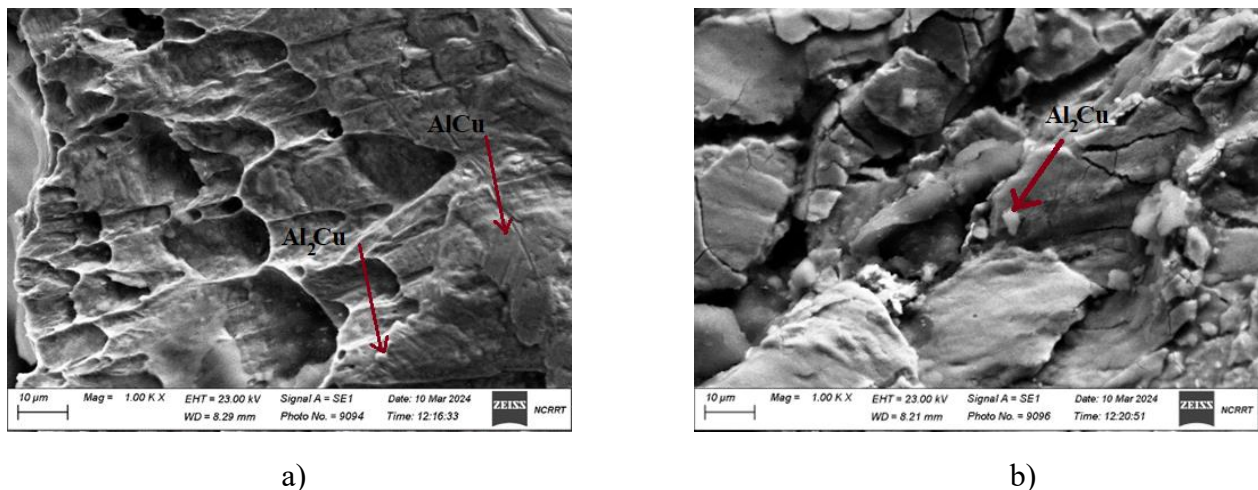 AlCu
Al₂Cu
10 µm Mag = 1.00 K X EHT = 23.00 kV Signal A = SE1 Date: 10 Mar 2024 ZEISS NCRRT
WD = 8.29 mm Photo No. = 9094 Time: 12:16:33
a)
Al₂Cu
10 µm Mag = 1.00 K X EHT = 23.00 kV Signal A = SE1 Date: 10 Mar 2024 ZEISS NCRRT
WD = 8.21 mm Photo No. = 9096 Time: 12:20:51
b)